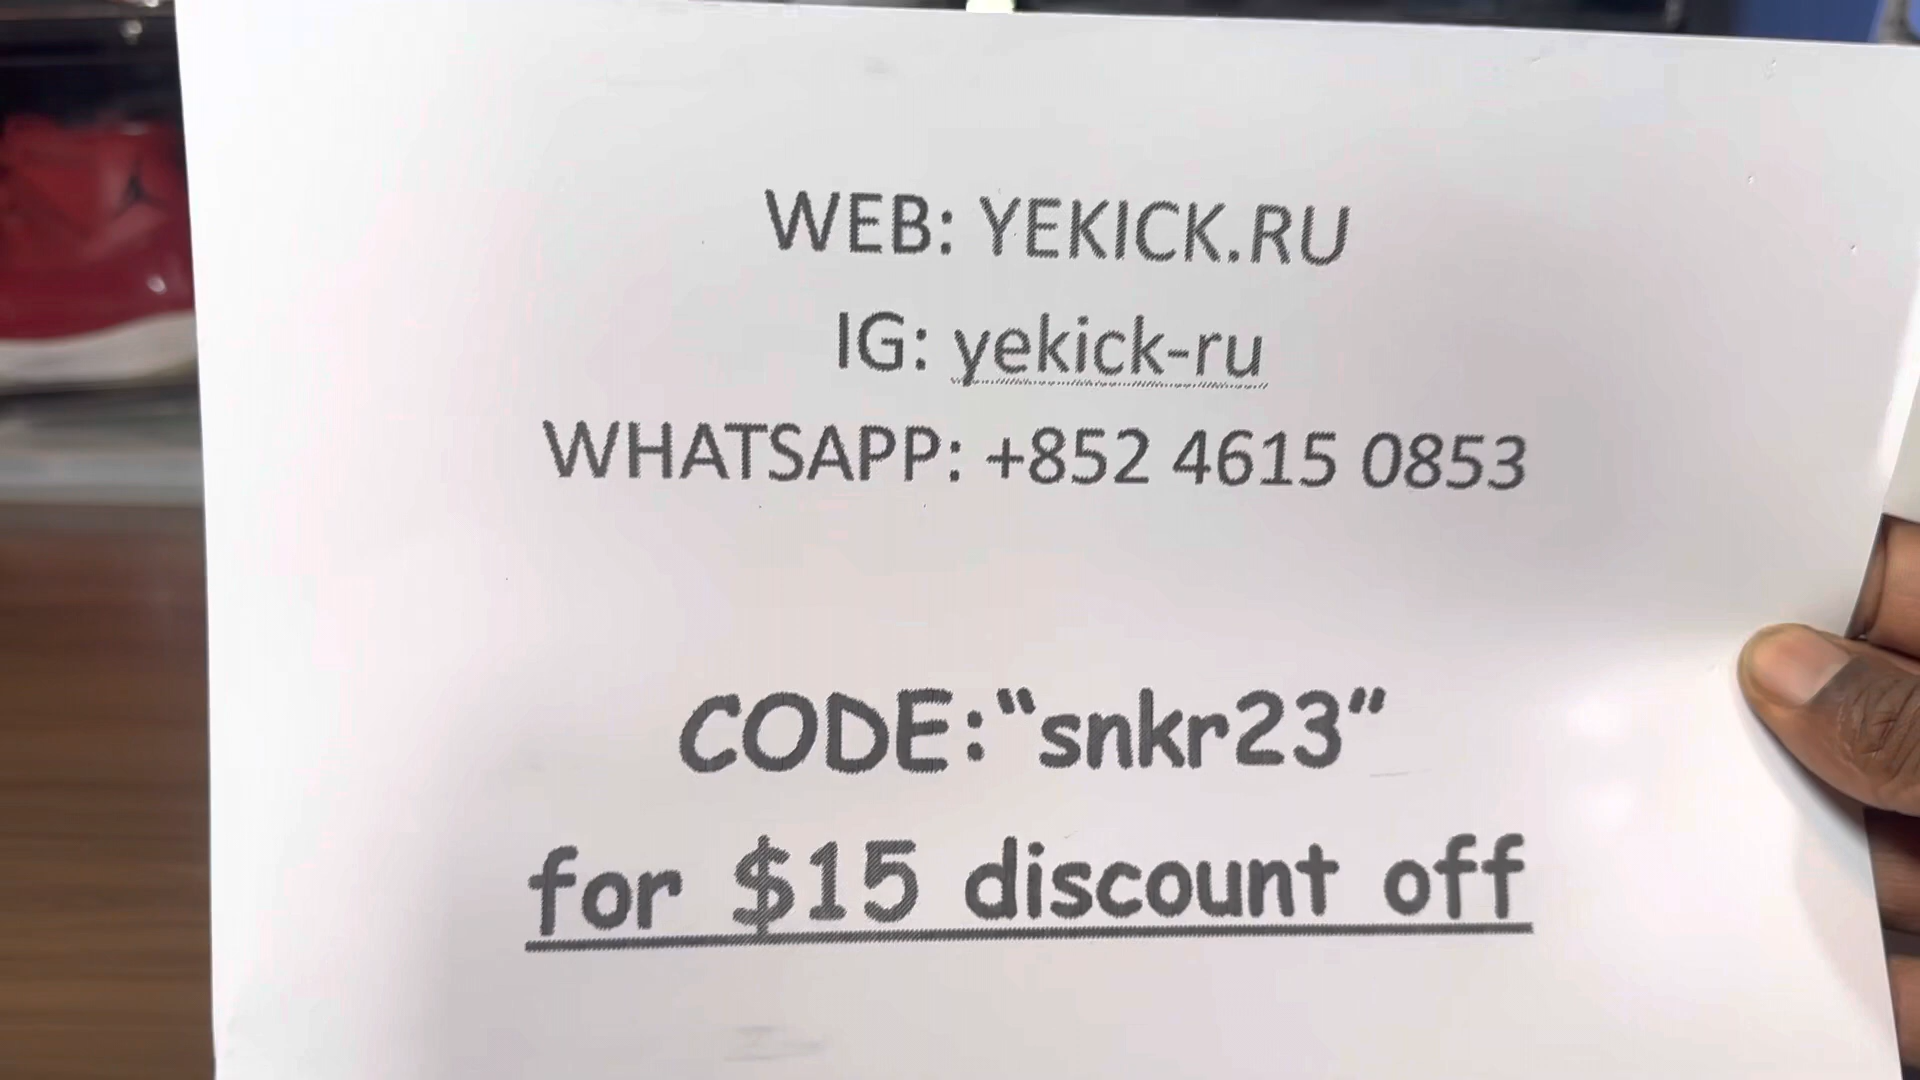 WEB: YEKICK.RU
IG: yekick-ru
WHATSAPP: +852 4615 0853
CODE:“snkr23”
for $15 discount off